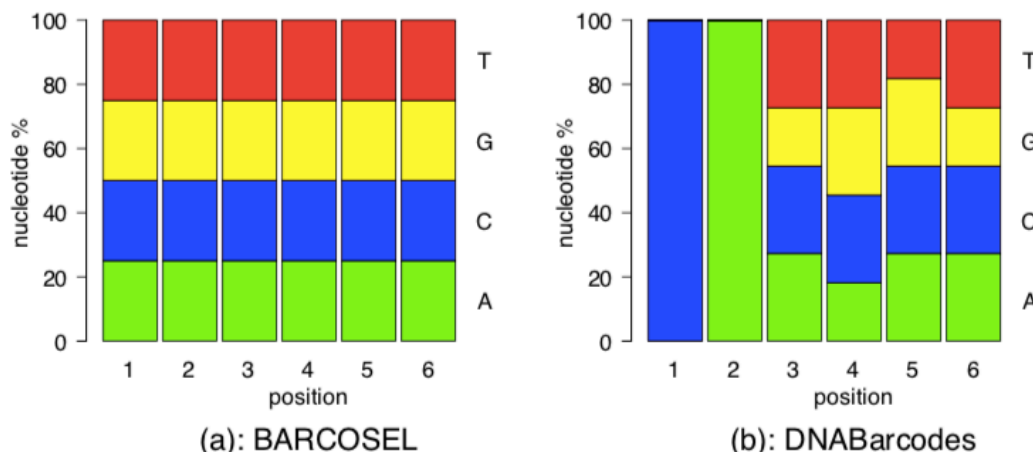 100
80
60
40
20
0
nucleotide %
T
G
C
A
1 2 3 4 5 6
position
(a): BARCOSEL
100
80
60
40
20
0
nucleotide %
T
G
C
A
1 2 3 4 5 6
position
(b): DNABarcodes